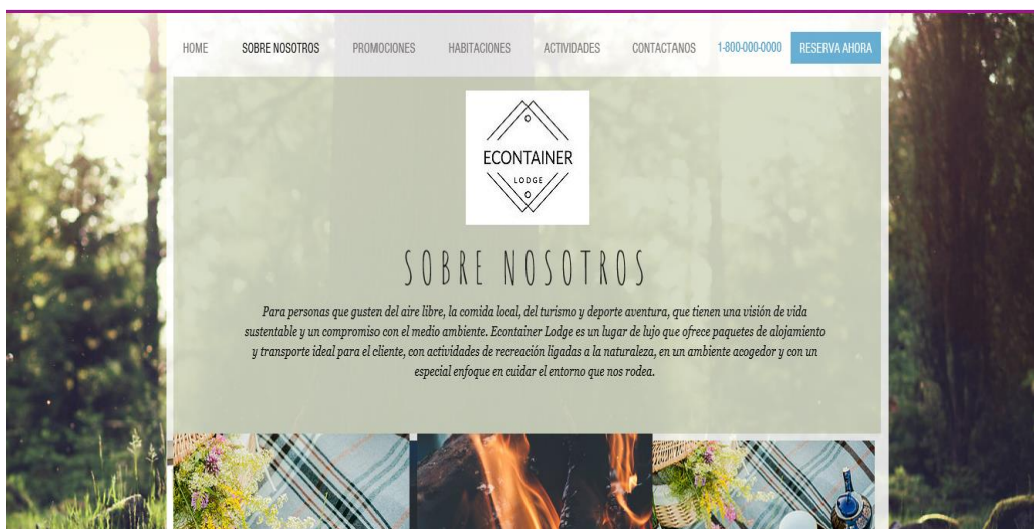 HOME SOBRE NOSOTROS PROMOCIONES HABITACIONES ACTIVIDADES CONTACTANOS 1-800-000-0000 RESERVA AHORA
ECONTAINER
LODGE
SOBRE NOSOTROS
Para personas que gusten del aire libre, la comida local, del turismo y deporte aventura, que tienen una visión de vida
sustentable y un compromiso con el medio ambiente. Econtainer Lodge es un lugar de lujo que ofrece paquetes de alojamiento
y transporte ideal para el cliente, con actividades de recreación ligadas a la naturaleza, en un ambiente acogedor y con un
especial enfoque en cuidar el entorno que nos rodea.